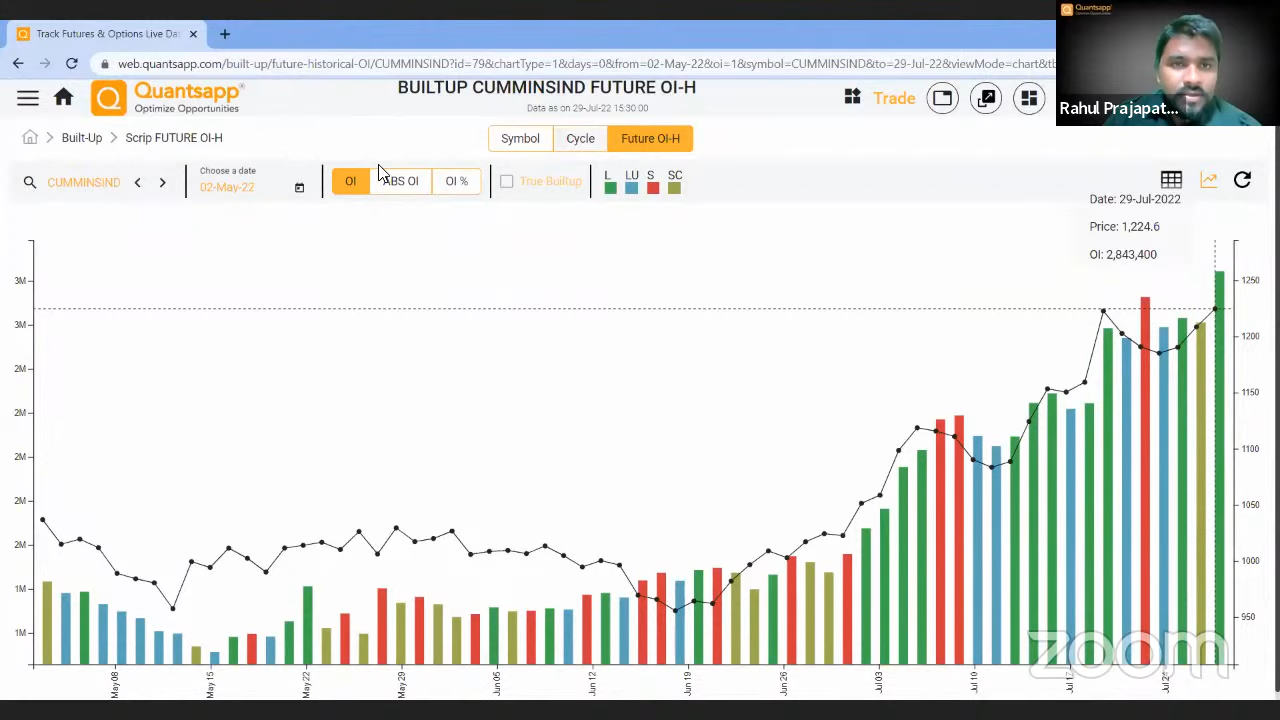 Track Futures & Options Live Da
web.quantsapp.com/built-up/future-historical-OI/CUMMINSIND?id=79&chartType=1&days=0&from=02-May-22&oi=1&symbol=CUMMINSIND&to=29-Jul-22&viewMode=chart&tb
Quantsapp
Optimize Opportunities
Rahul Prajapat...
Quantsapp
Optimize Opportunities
BUILTUP CUMMINSIND FUTURE OI-H
Data as on 29-Jul-22 15:30:00
Trade
Built-Up
Scrip FUTURE OI-H
Symbol
Cycle
Future OI-H
CUMMINSIND
Choose a date
02-May-22
OI
ABS OI
OI %
True Builtup
L LU S SC
Date: 29-Jul-2022
Price: 1,224.6
OI: 2,843,400
3M
3M
2M
2M
2M
2M
2M
1M
1M
1250
1200
1150
1100
1050
1000
950
May 08
May 15
May 22
May 29
Jun 05
Jun 12
Jun 19
Jun 26
Jul 03
Jul 10
Jul 17
Jul 24
zoom